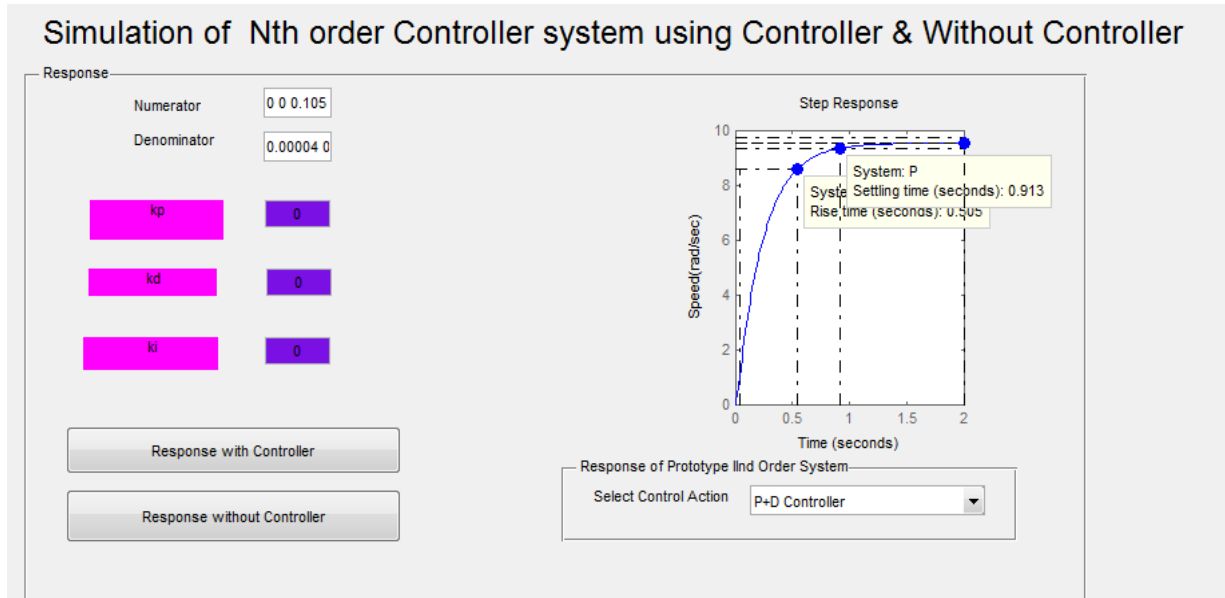 Simulation of Nth order Controller system using Controller & Without Controller
Response
Numerator
0 0 0.105
Denominator
0.00004 0
kp
0
kd
0
ki
0
Response with Controller
Response without Controller
Step Response
Speed(rad/sec)
10
8
6
4
2
0
System: P
Settling time (seconds): 0.913
Syste
Rise time (seconds): 0.505
0
0.5
1
1.5
2
Time (seconds)
Response of Prototype IInd Order System
Select Control Action
P+D Controller